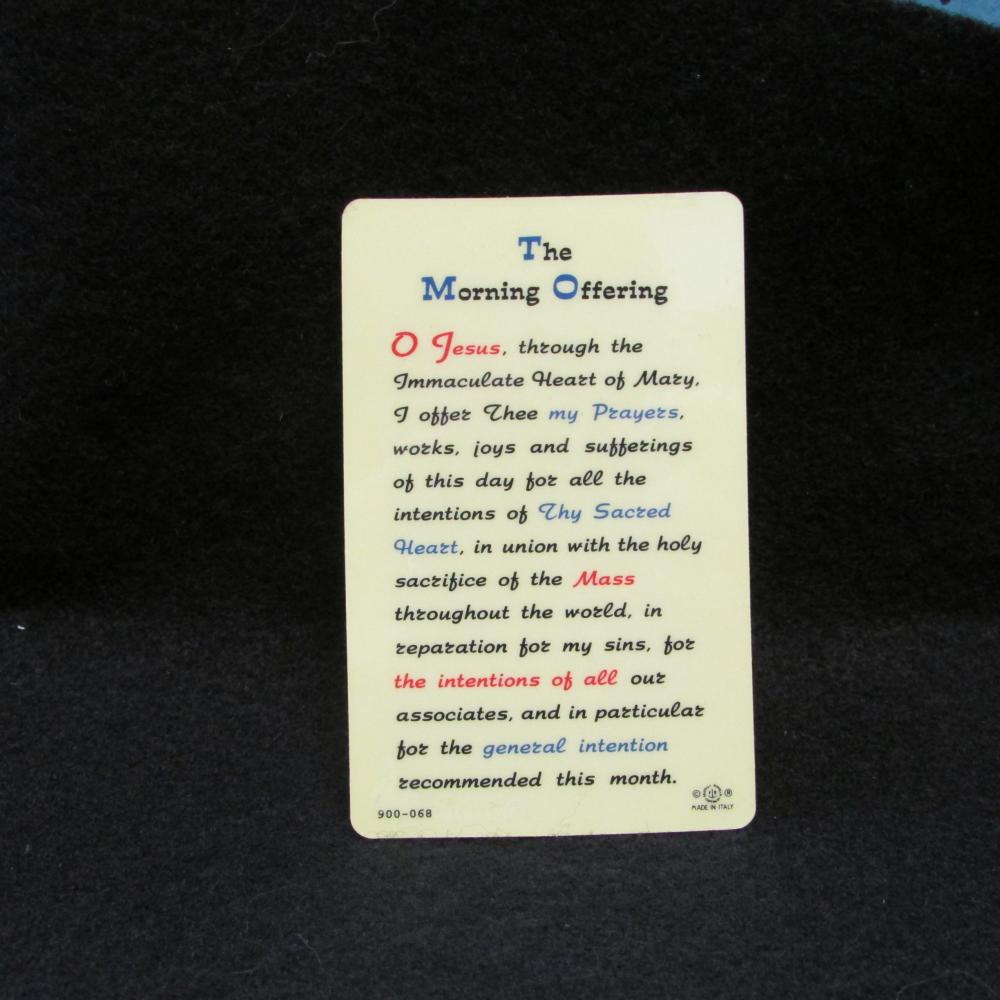 The
Morning Offering
O Jesus, through the
Immaculate Heart of Mary,
I offer Thee my Prayers,
works, joys and sufferings
of this day for all the
intentions of Thy Sacred
Heart, in union with the holy
sacrifice of the Mass
throughout the world, in
reparation for my sins, for
the intentions of all our
associates, and in particular
for the general intention
recommended this month.
900-068
© ®
MADE IN ITALY